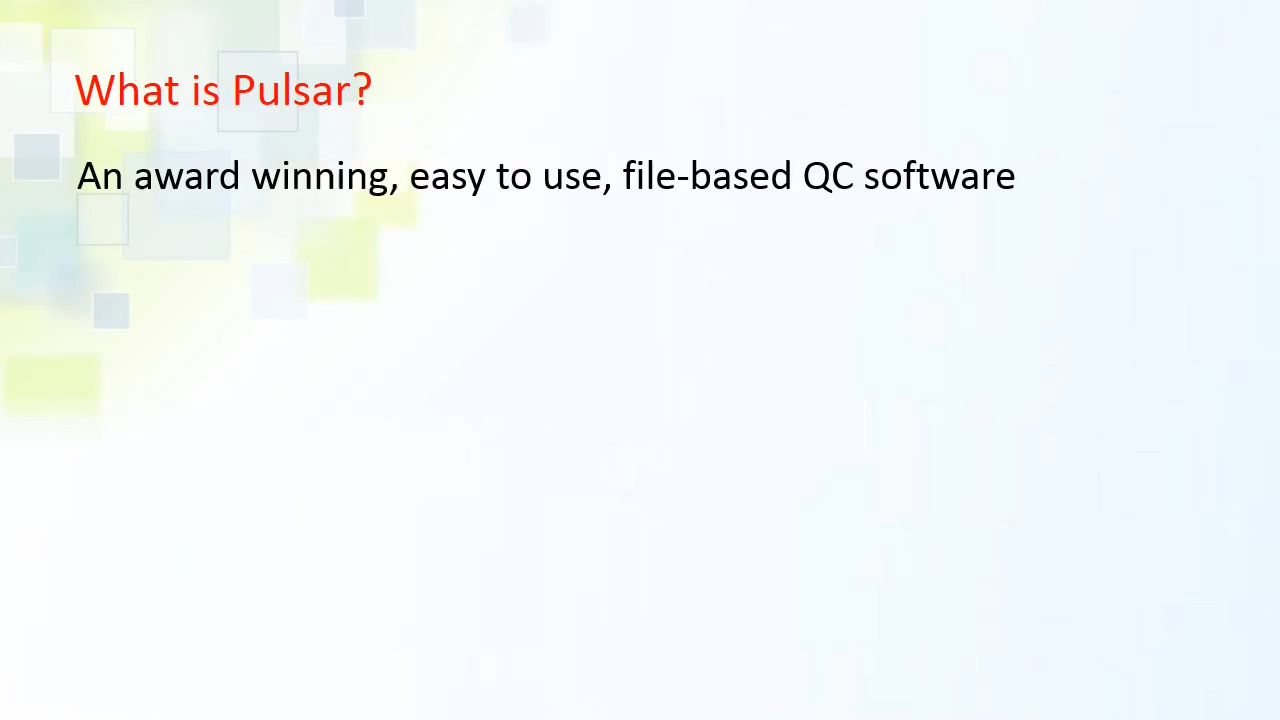 What is Pulsar?
An award winning, easy to use, file-based QC software